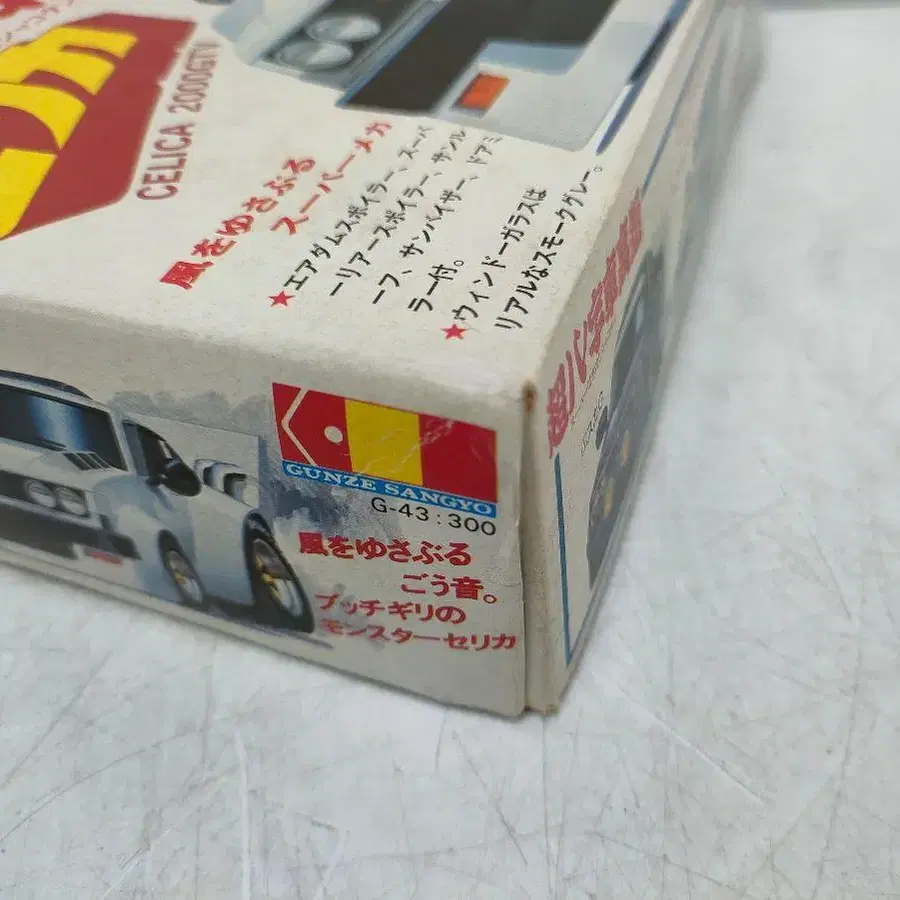 CELICA 2000GTV
風をゆさぶる
スーパーメカ
★エアダムスポイラー、スーパ
ーリアースポイラー、サンル
ーフ、サンバイザー、ドアミ
ラー付。
★ウィンドーガラスは
リアルなスモークグレー。
GUNZE SANGYO
G-43:300
風をゆさぶる
ごう音。
ブッチギリの
モンスターセリカ